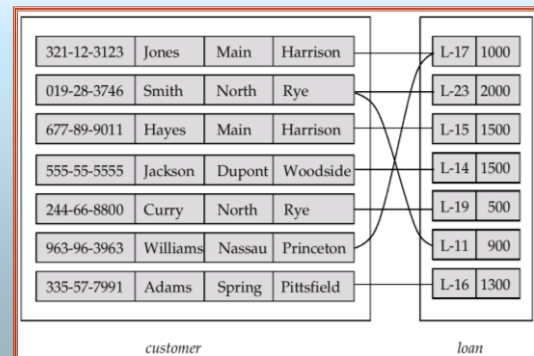 321-12-3123 Jones Main Harrison L-17 1000
019-28-3746 Smith North Rye L-23 2000
677-89-9011 Hayes Main Harrison L-15 1500
555-55-5555 Jackson Dupont Woodside L-14 1500
244-66-8800 Curry North Rye L-19 500
963-96-3963 Williams Nassau Princeton L-11 900
335-57-7991 Adams Spring Pittsfield L-16 1300
customer loan